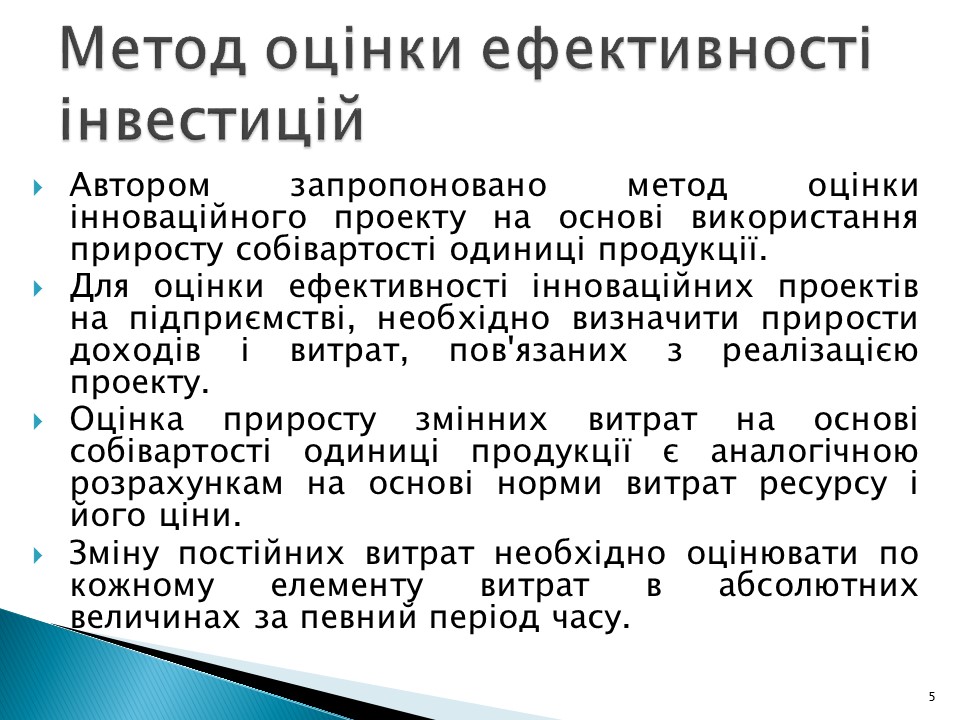 Метод оцінки ефективності
інвестицій
Автором запропоновано метод оцінки
інноваційного проекту на основі використання
приросту собівартості одиниці продукції.
Для оцінки ефективності інноваційних проектів
на підприємстві, необхідно визначити прирости
доходів і витрат, пов'язаних з реалізацією
проекту.
Оцінка приросту змінних витрат на основі
собівартості одиниці продукції є аналогічною
розрахункам на основі норми витрат ресурсу і
його ціни.
Зміну постійних витрат необхідно оцінювати по
кожному елементу витрат в абсолютних
величинах за певний період часу.
5